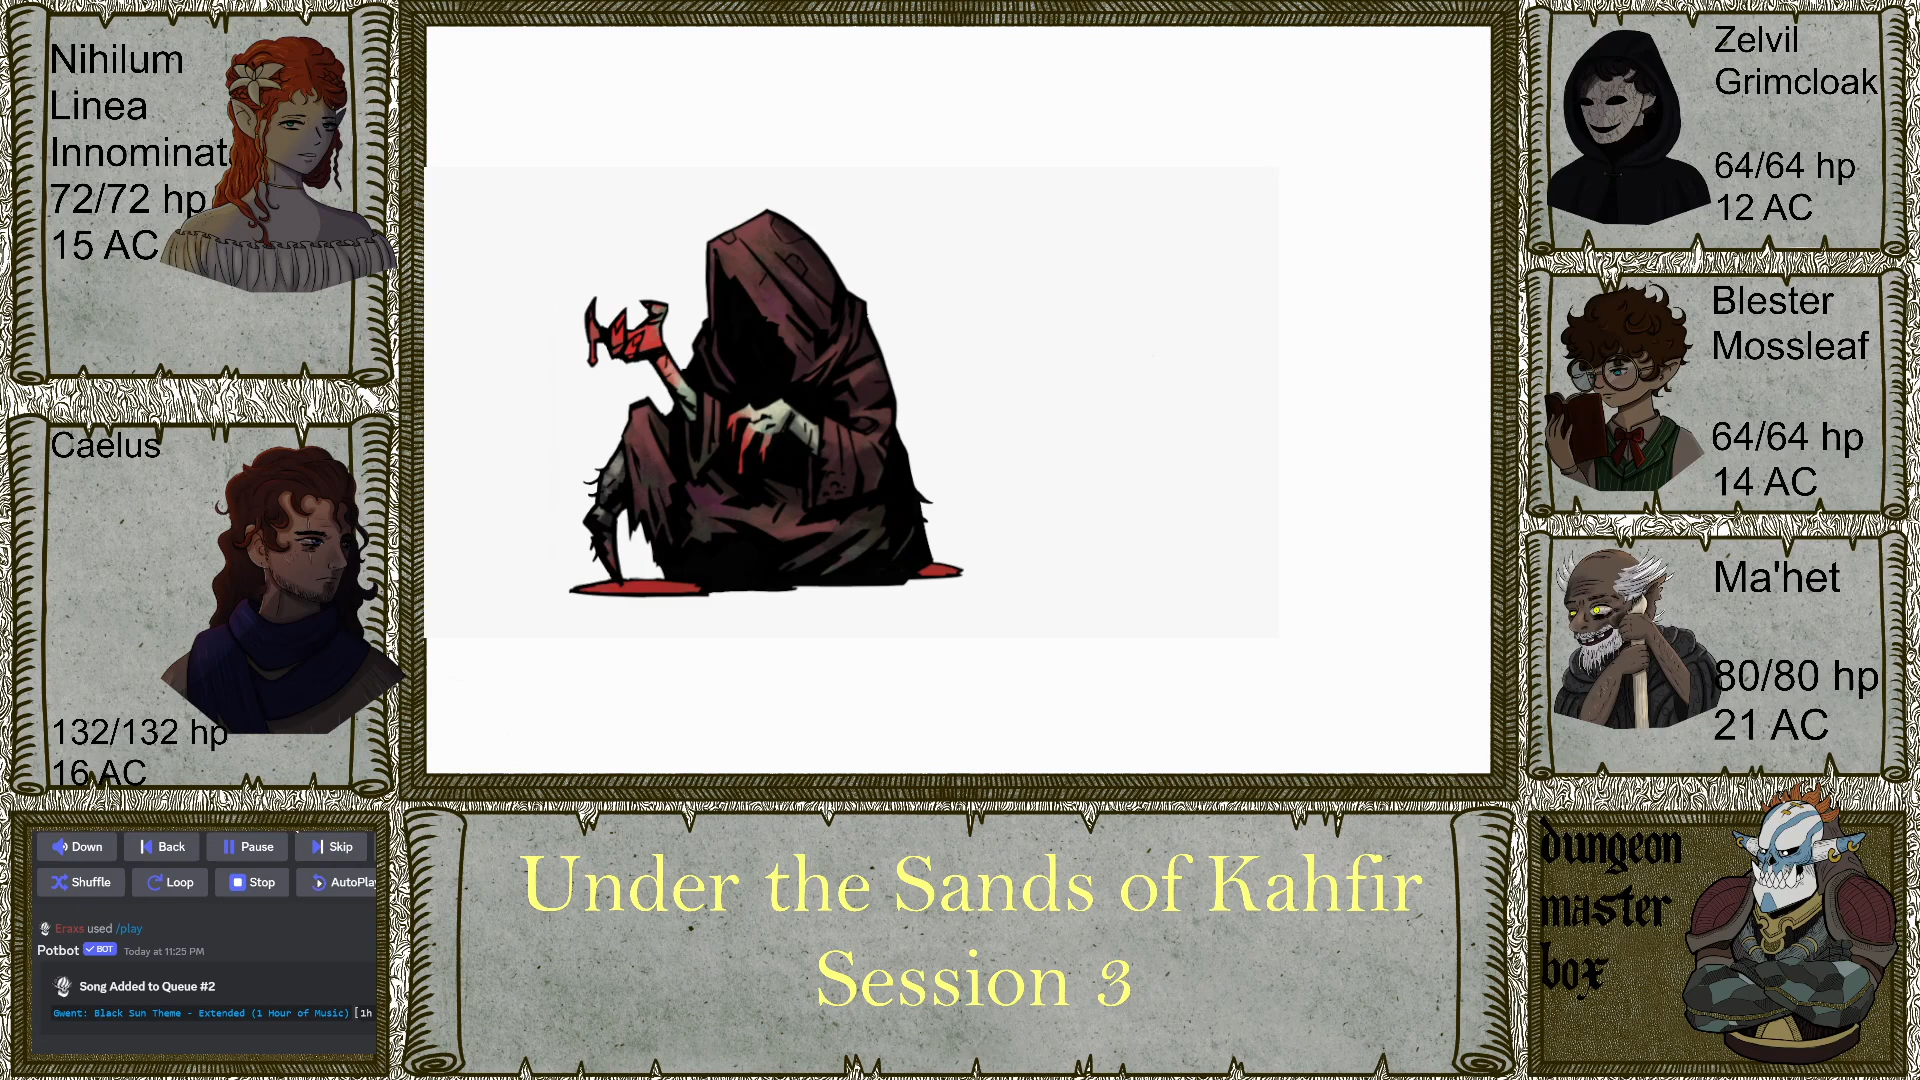 Nihilum
Linea
Innominat
72/72 hp
15 AC
Caelus
132/132 hp
16 AC
Down
Back
Pause
Skip
Shuffle
Loop
Stop
AutoPlay
Eraxs used /play
Potbot ✓ BOT Today at 11:25 PM
Song Added to Queue #2
Gwent: Black Sun Theme - Extended (1 Hour of Music) [1h
Under the Sands of Kahfir
Session 3
Zelvil
Grimcloak
64/64 hp
12 AC
Blester
Mossleaf
64/64 hp
14 AC
Ma'het
80/80 hp
21 AC
dungeon
master
box